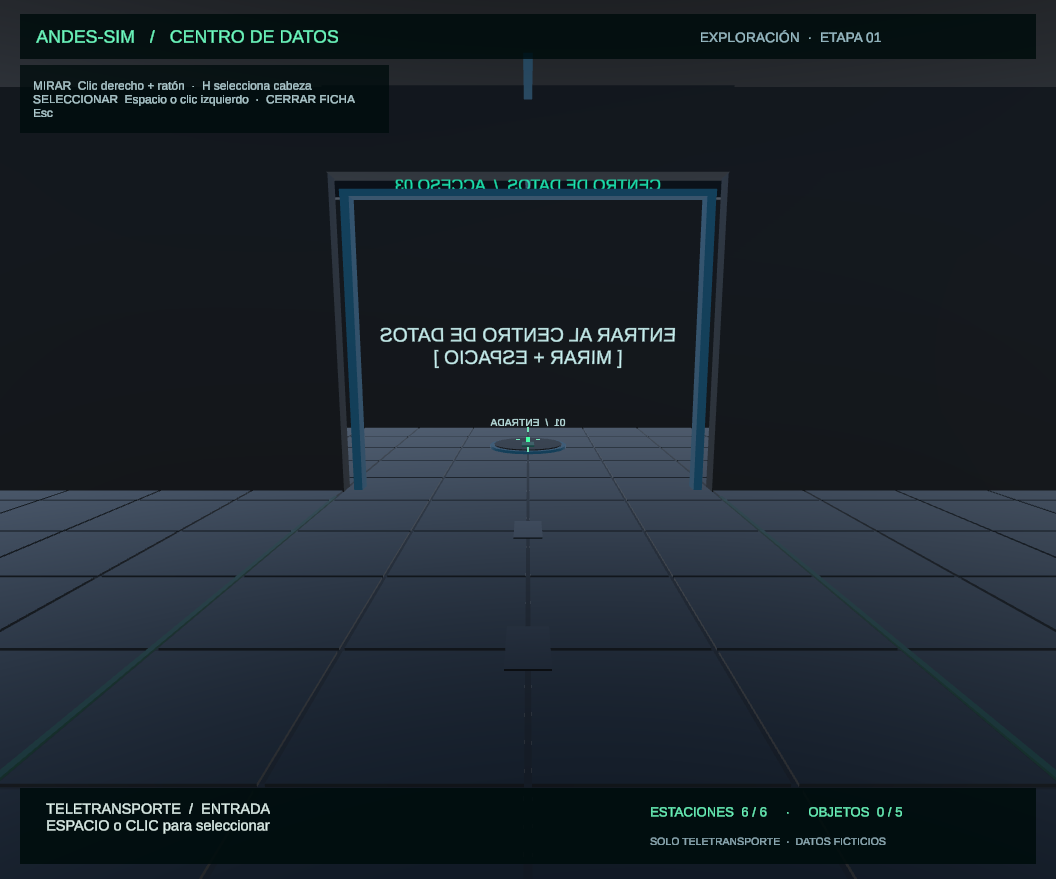 ANDES-SIM / CENTRO DE DATOS
EXPLORACIÓN · ETAPA 01
MIRAR Clic derecho + ratón · H selecciona cabeza
SELECCIONAR Espacio o clic izquierdo · CERRAR FICHA
Esc
CENTRO DE DATOS / ACCESO 03
ENTRAR AL CENTRO DE DATOS
[ MIRAR + ESPACIO ]
01 / ENTRADA
TELETRANSPORTE / ENTRADA
ESPACIO o CLIC para seleccionar
ESTACIONES 6 / 6 · OBJETOS 0 / 5
SOLO TELETRANSPORTE · DATOS FICTICIOS